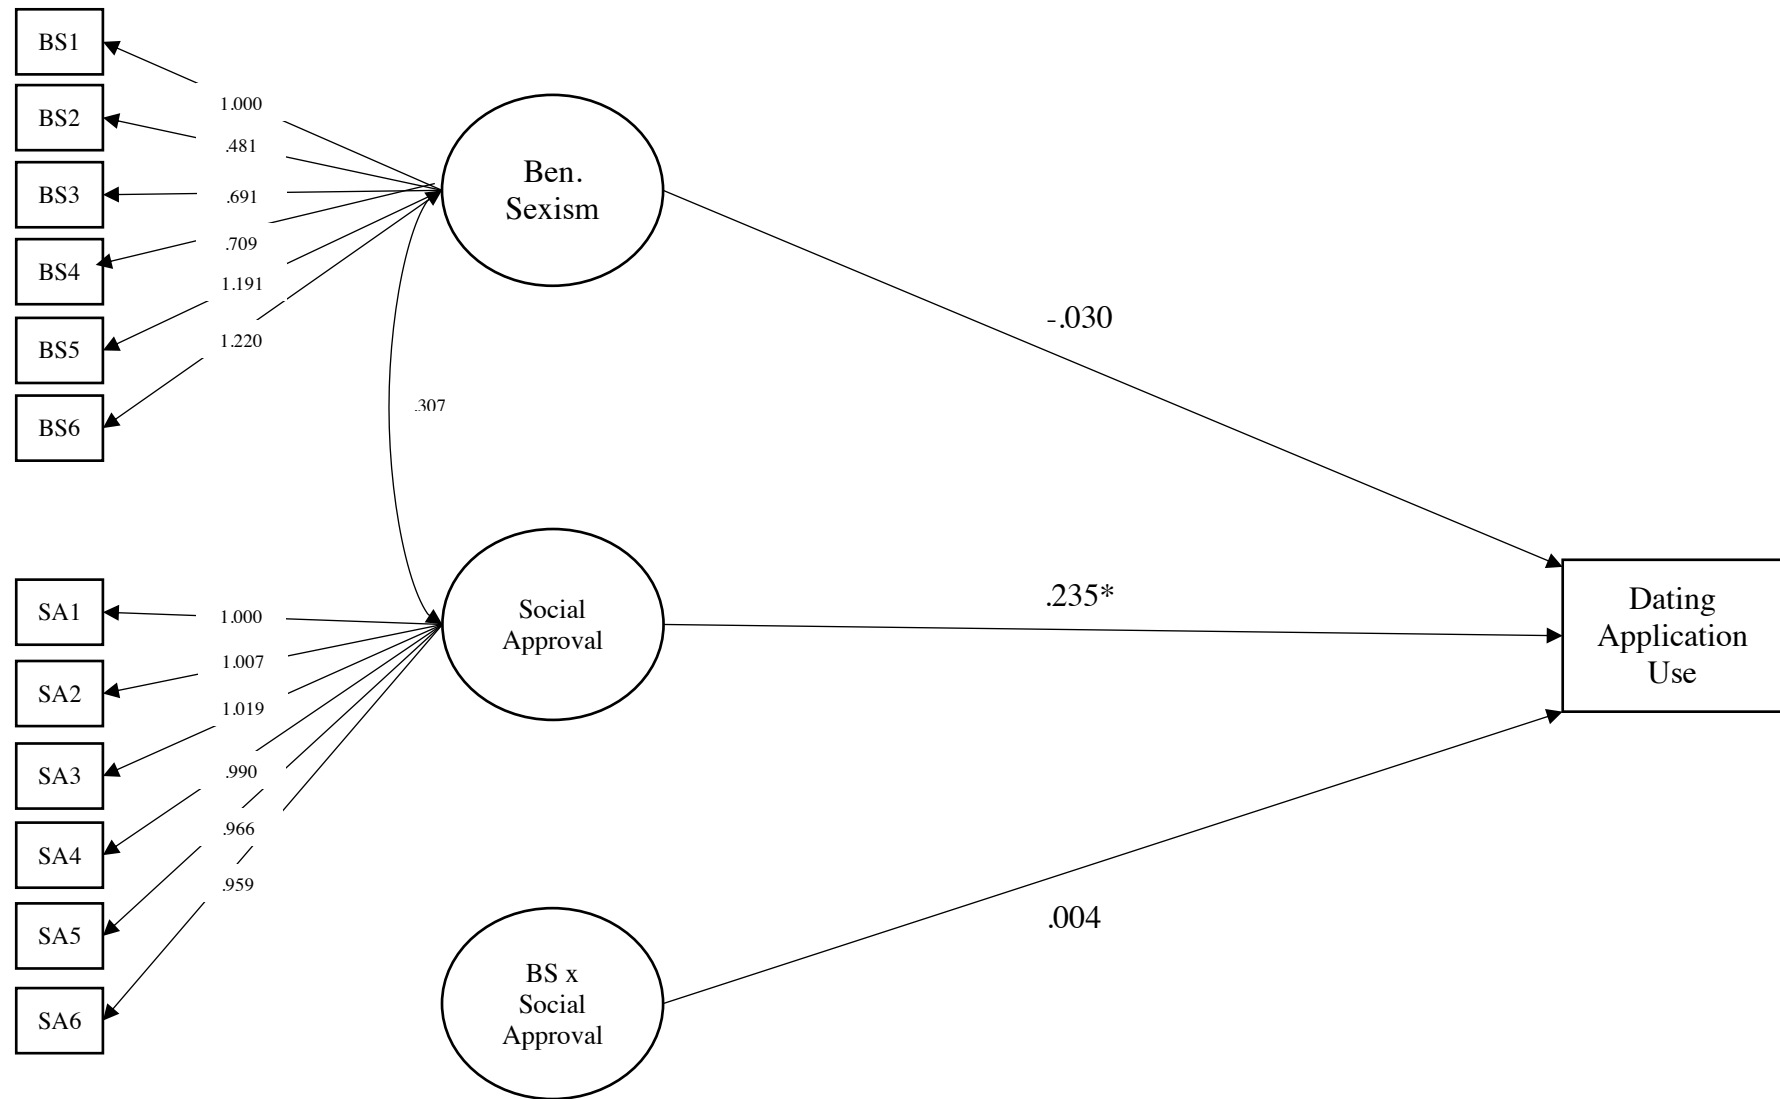 BS1
BS2
BS3
BS4
BS5
BS6
1.000
.481
.691
.709
1.191
1.220
Ben.
Sexism
-.030
.307
SA1
SA2
SA3
SA4
SA5
SA6
1.000
1.007
1.019
.990
.966
.959
Social
Approval
.235*
Dating
Application
Use
BS x
Social
Approval
.004